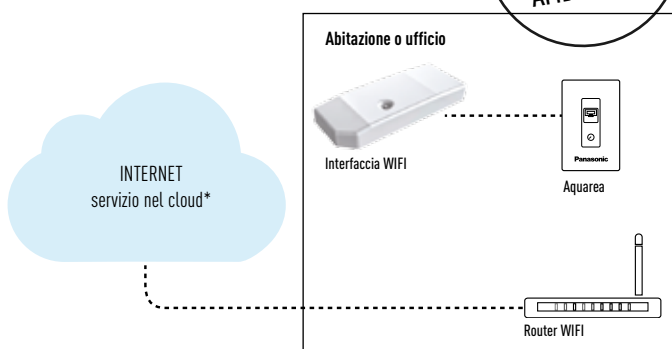 Abitazione o ufficio
Interfaccia WIFI
Panasonic
Aquarea
INTERNET
servizio nel cloud*
Router WIFI